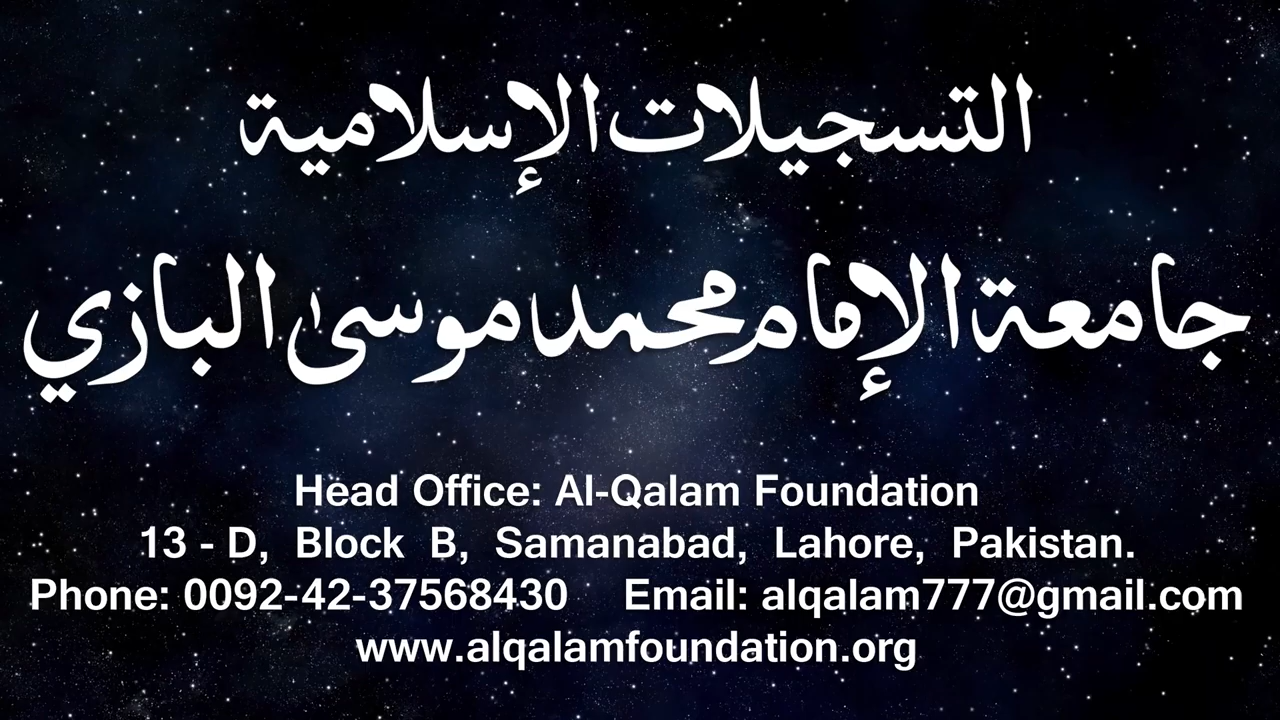 التسجيلات الإسلامية
جامعة الإمام محمد موسىٰ البازي
Head Office: Al-Qalam Foundation
13 - D, Block B, Samanabad, Lahore, Pakistan.
Phone: 0092-42-37568430 Email: alqalam777@gmail.com
www.alqalamfoundation.org